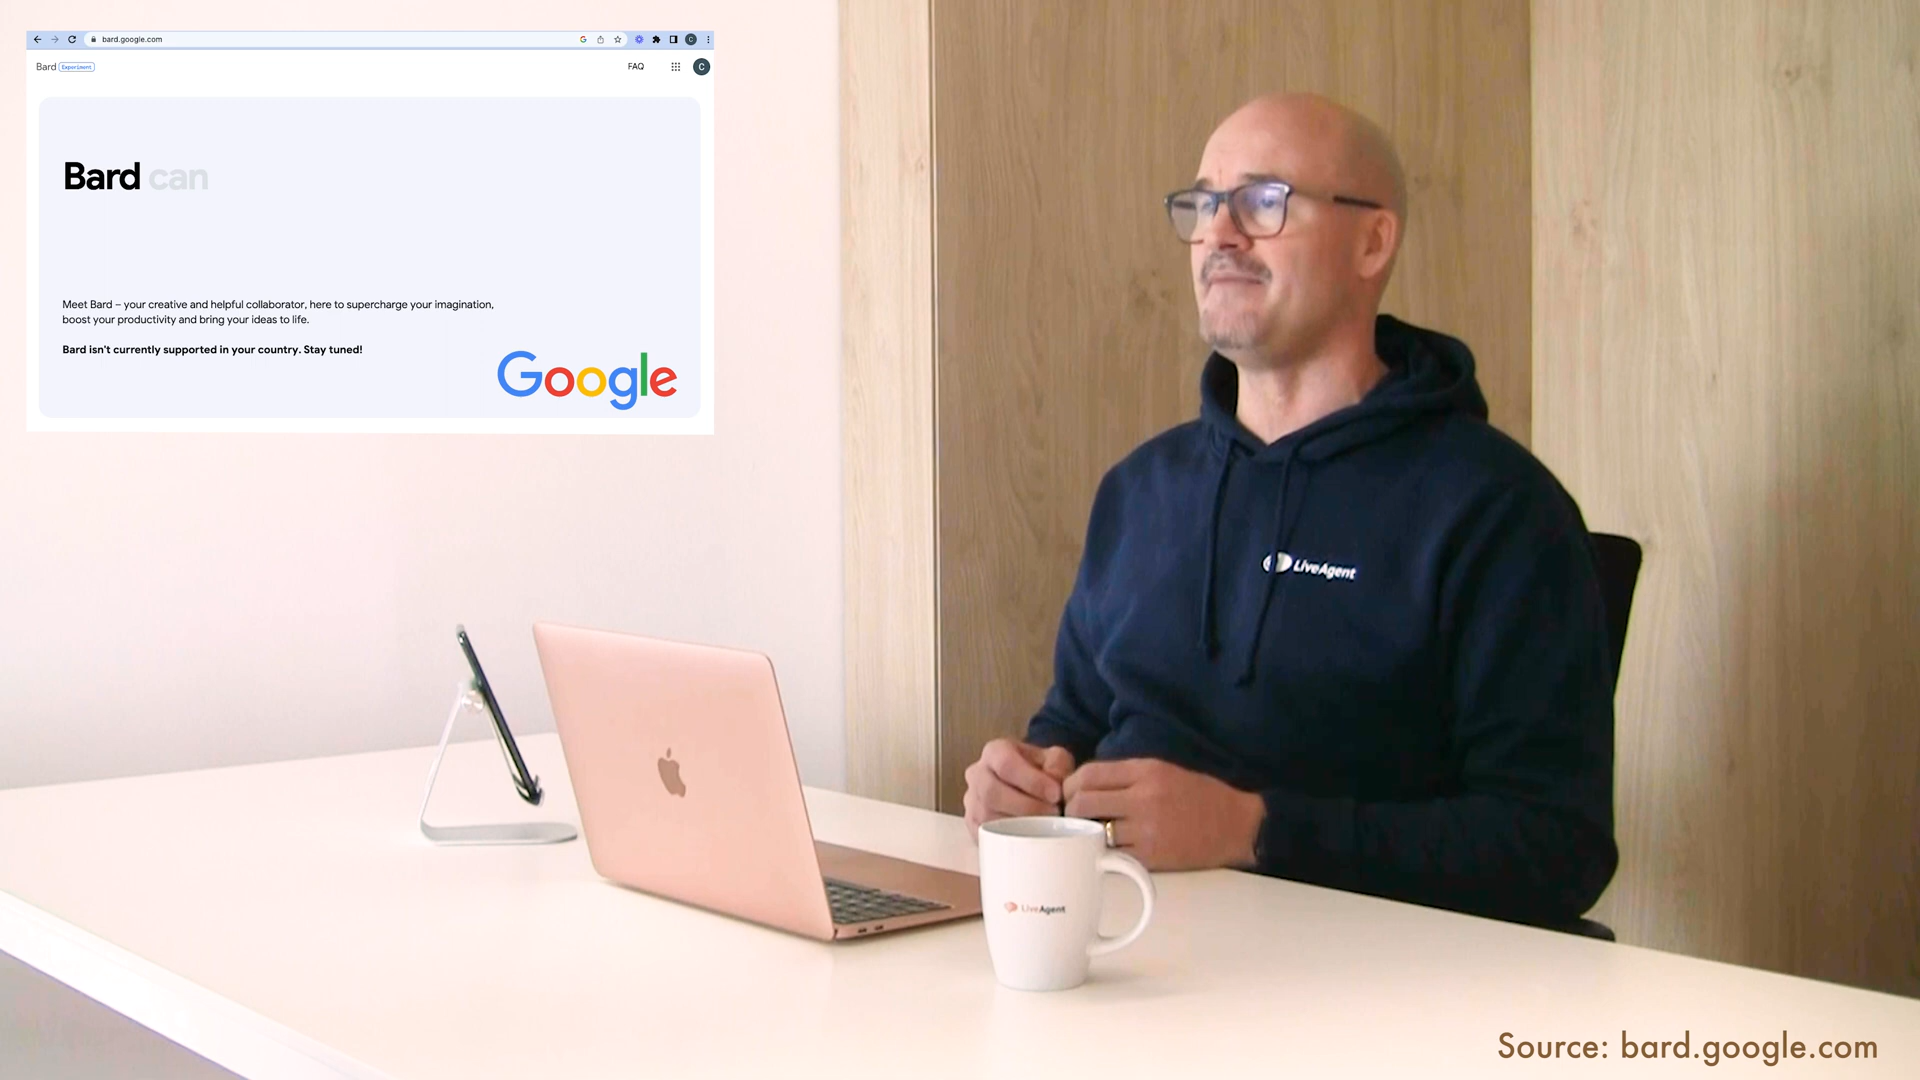 bard.google.com
Bard Experiment
FAQ
C
Bard can
Meet Bard – your creative and helpful collaborator, here to supercharge your imagination,
boost your productivity and bring your ideas to life.
Bard isn't currently supported in your country. Stay tuned!
Google
LiveAgent
LiveAgent
Source: bard.google.com